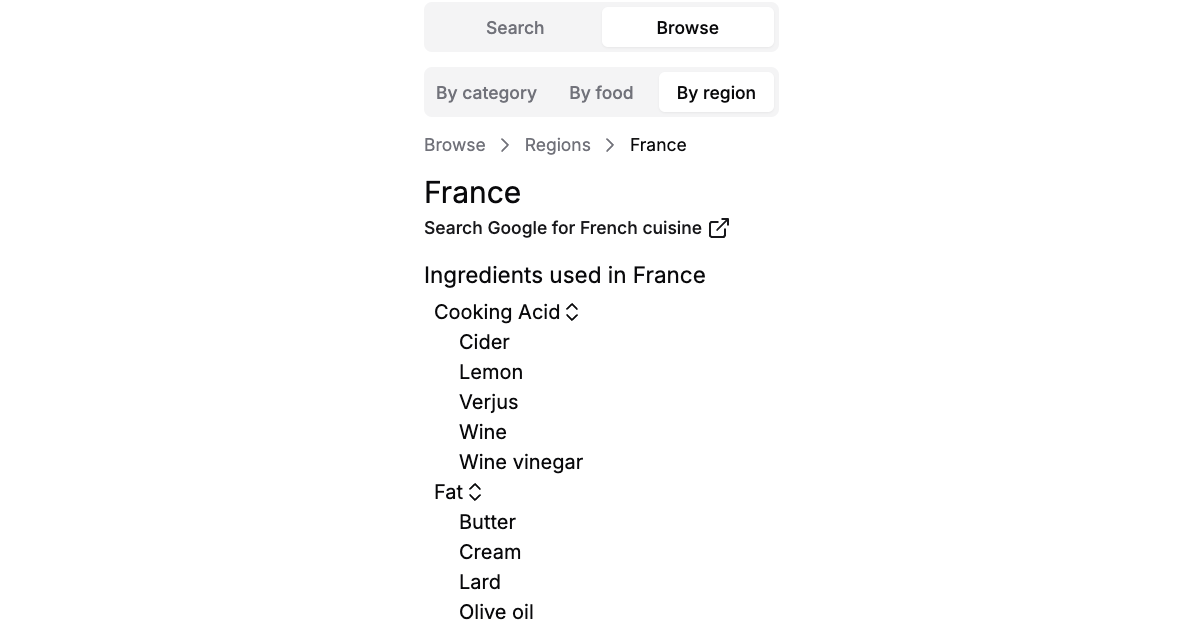 Search Browse
By category By food By region
Browse > Regions > France
France
Search Google for French cuisine
Ingredients used in France
Cooking Acid
Cider
Lemon
Verjus
Wine
Wine vinegar
Fat
Butter
Cream
Lard
Olive oil